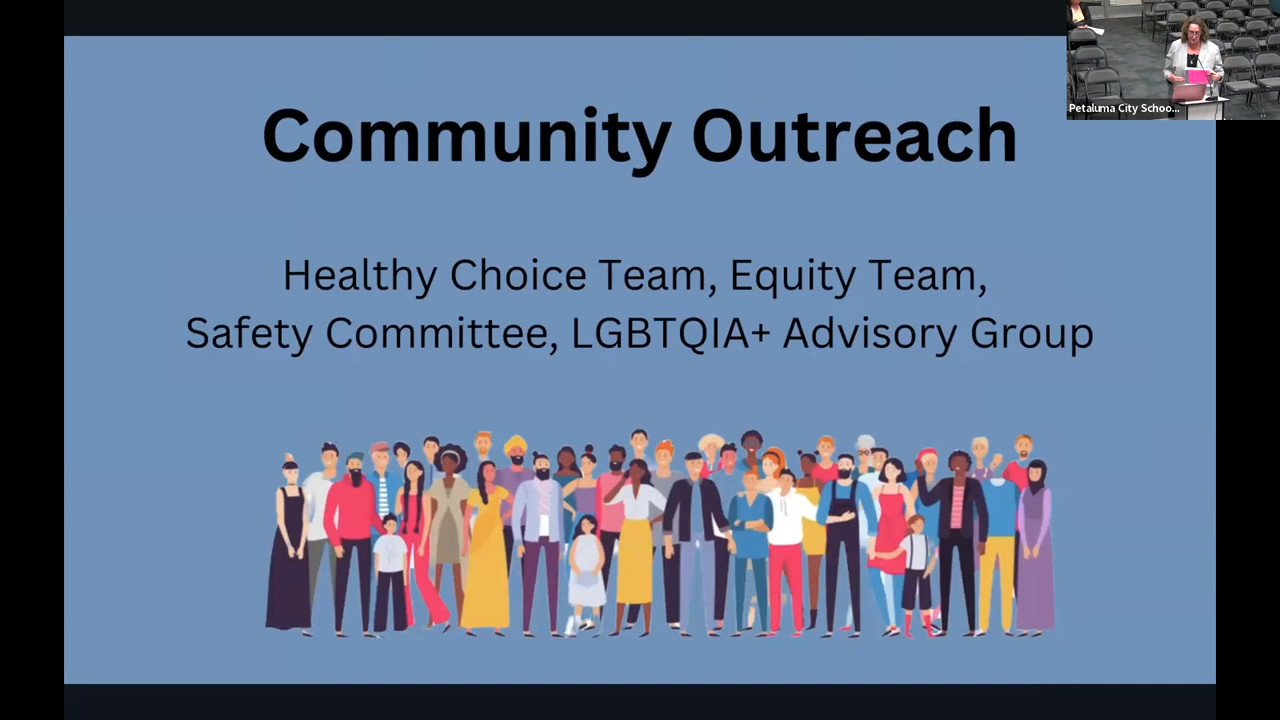 Community Outreach
Healthy Choice Team, Equity Team,
Safety Committee, LGBTQIA+ Advisory Group
Petaluma City Schoo...